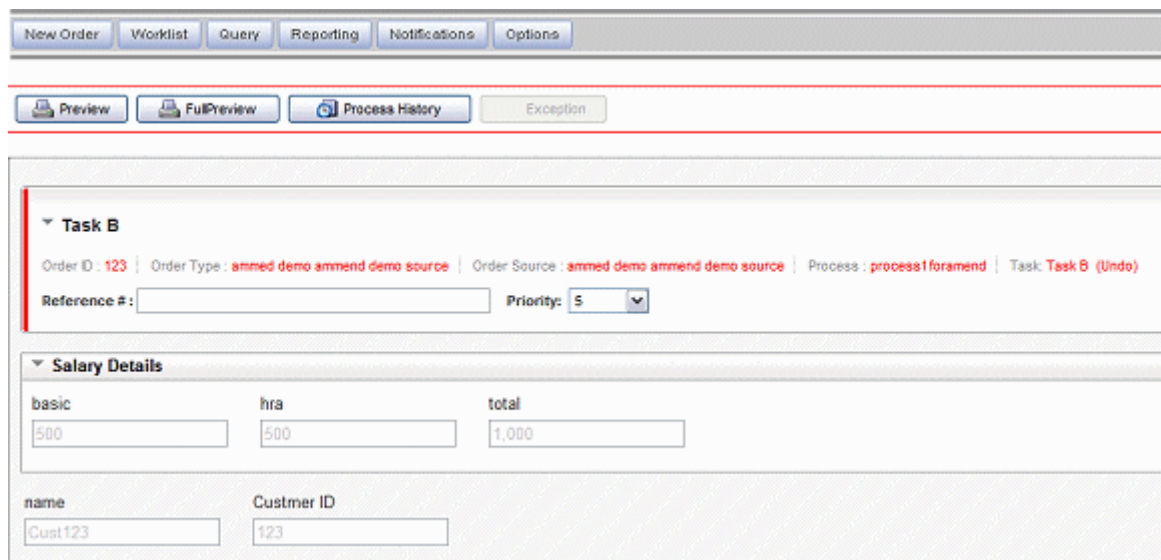 New Order Worklist Query Reporting Notifications Options
Preview FullPreview Process History Exception
Task B
Order ID : 123 Order Type : ammed demo ammend demo source Order Source : ammed demo ammend demo source Process : process1foramend Task: Task B (Undo)
Reference # : Priority: 5
Salary Details
basic hra total
500 500 1,000
name Custmer ID
Cust123 123